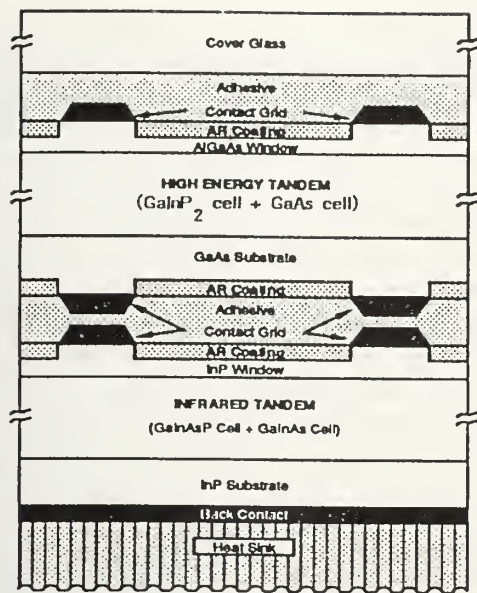 Cover Glass
Adhesive
Contact Grid
AR Coating
AlGaAs Window
HIGH ENERGY TANDEM
(GaInP2 cell + GaAs cell)
GaAs Substrate
AR Coating
Adhesive
Contact Grid
AR Coating
InP Window
INFRARED TANDEM
(GaInAsP Cell + GaInAs Cell)
InP Substrate
Back Contact
Heat Sink